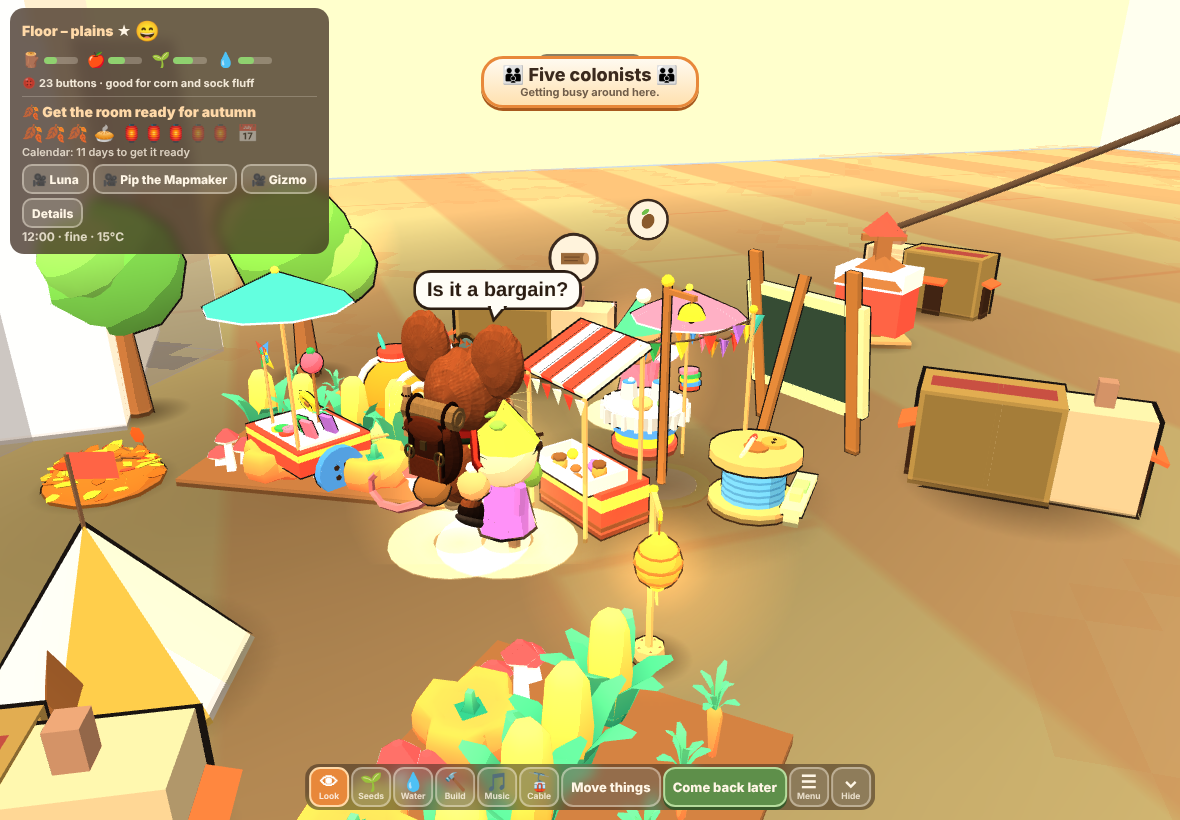 Floor – plains ★
23 buttons · good for corn and sock fluff
Get the room ready for autumn
Calendar: 11 days to get it ready
Luna
Pip the Mapmaker
Gizmo
Details
12:00 · fine · 15°C
Five colonists
Getting busy around here.
Is it a bargain?
Look
Seeds
Water
Build
Music
Cable
Move things
Come back later
Menu
Hide